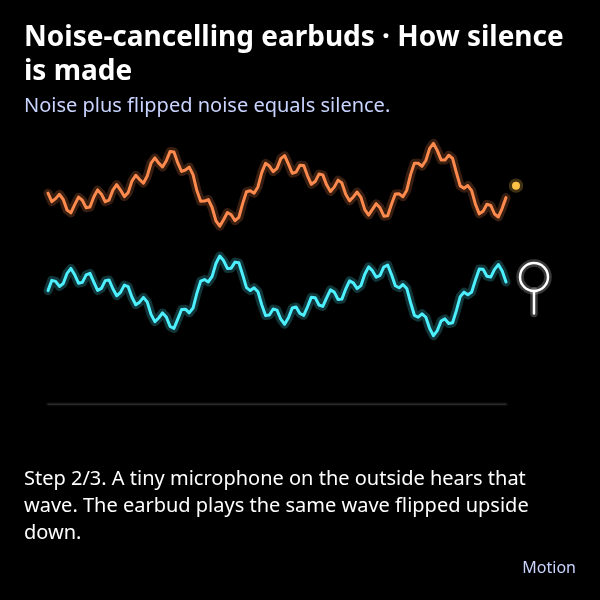 Noise-cancelling earbuds · How silence
is made
Noise plus flipped noise equals silence.
Step 2/3. A tiny microphone on the outside hears that
wave. The earbud plays the same wave flipped upside
down.
Motion